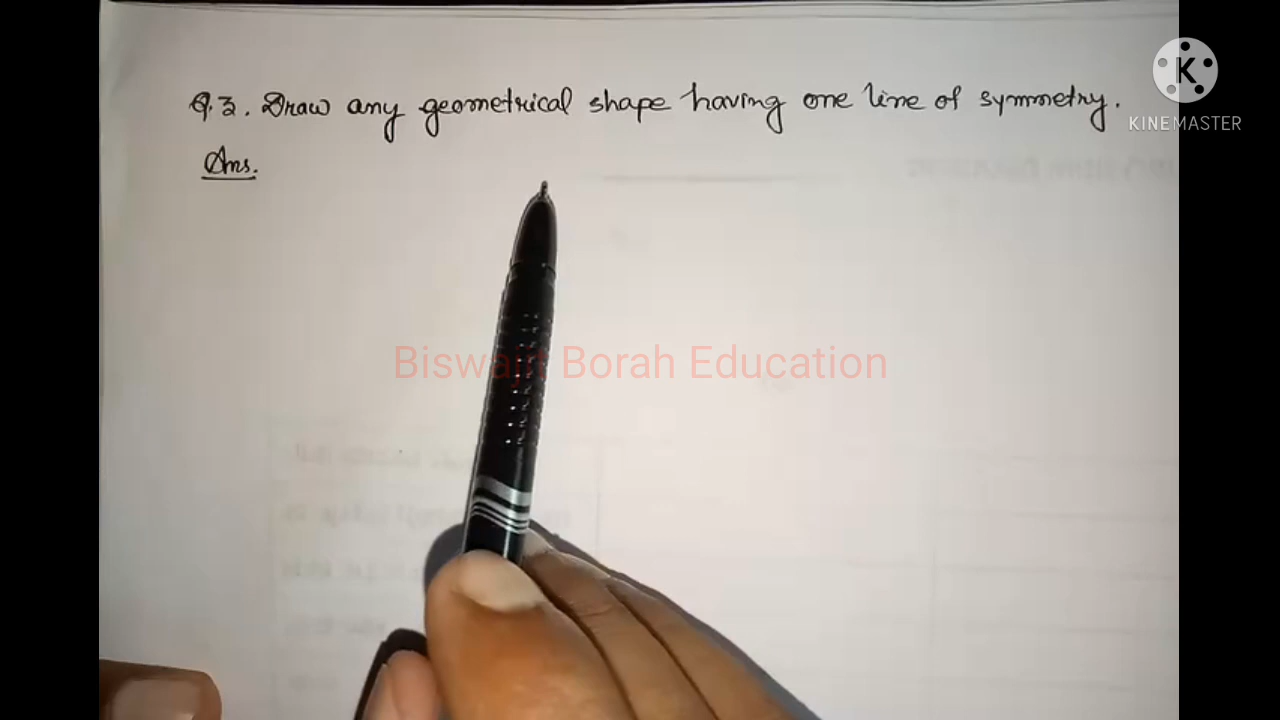 Q.3. Draw any geometrical shape having one line of symmetry.
Ans.
K
KINEMASTER
Biswajit Borah Education